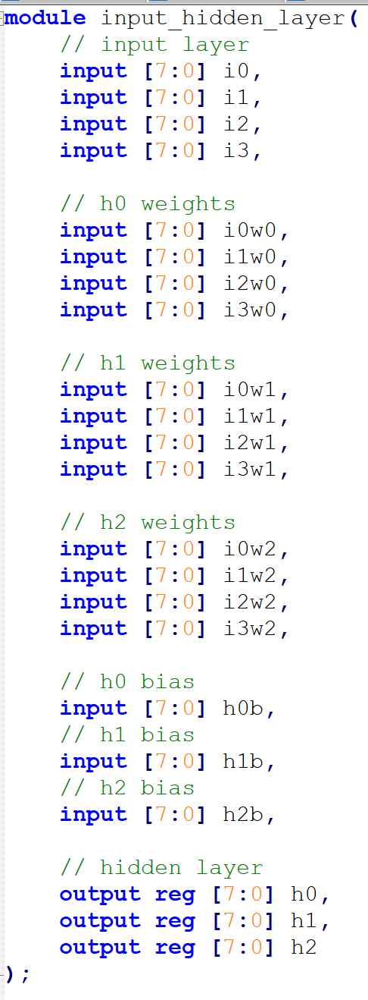 module input_hidden_layer(
// input layer
input [7:0] i0,
input [7:0] i1,
input [7:0] i2,
input [7:0] i3,
// h0 weights
input [7:0] i0w0,
input [7:0] i1w0,
input [7:0] i2w0,
input [7:0] i3w0,
// h1 weights
input [7:0] i0w1,
input [7:0] i1w1,
input [7:0] i2w1,
input [7:0] i3w1,
// h2 weights
input [7:0] i0w2,
input [7:0] i1w2,
input [7:0] i2w2,
input [7:0] i3w2,
// h0 bias
input [7:0] h0b,
// h1 bias
input [7:0] h1b,
// h2 bias
input [7:0] h2b,
// hidden layer
output reg [7:0] h0,
output reg [7:0] h1,
output reg [7:0] h2
);